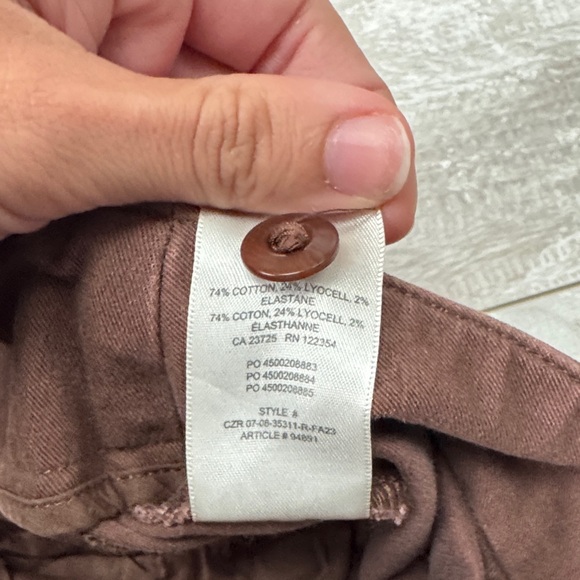 74% COTTON, 24% LYOCELL, 2%
ELASTANE
74% COTON, 24% LYOCELL, 2%
ÉLASTHANNE
CA 23725 RN 122354
PO 4500208883
PO 4500208884
PO 4500208885
STYLE #
CZR 07-08-35311-R-FA23
ARTICLE # 94891